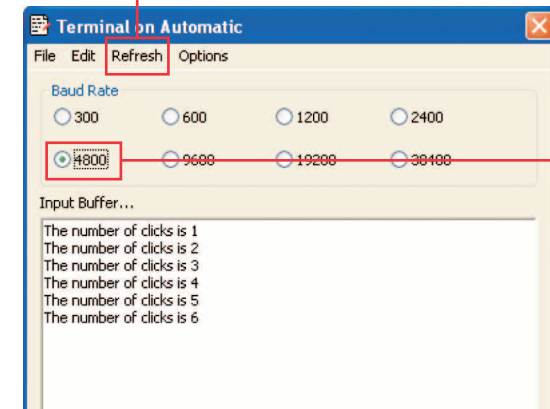 Terminal on Automatic
File Edit Refresh Options
Baud Rate
300 600 1200 2400
4800 9600 19200 38400
Input Buffer...
The number of clicks is 1
The number of clicks is 2
The number of clicks is 3
The number of clicks is 4
The number of clicks is 5
The number of clicks is 6